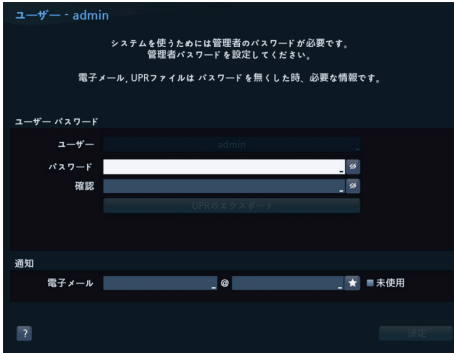 ユーザー - admin
システムを使うためには管理者のパスワードが必要です。
管理者パスワードを設定してください。
電子メール, UPRファイルは パスワードを無くした時、必要な情報です。
ユーザー パスワード
ユーザー admin
パスワード
確認
UPRのエクスポート
通知
電子メール @ 未使用
? 決定